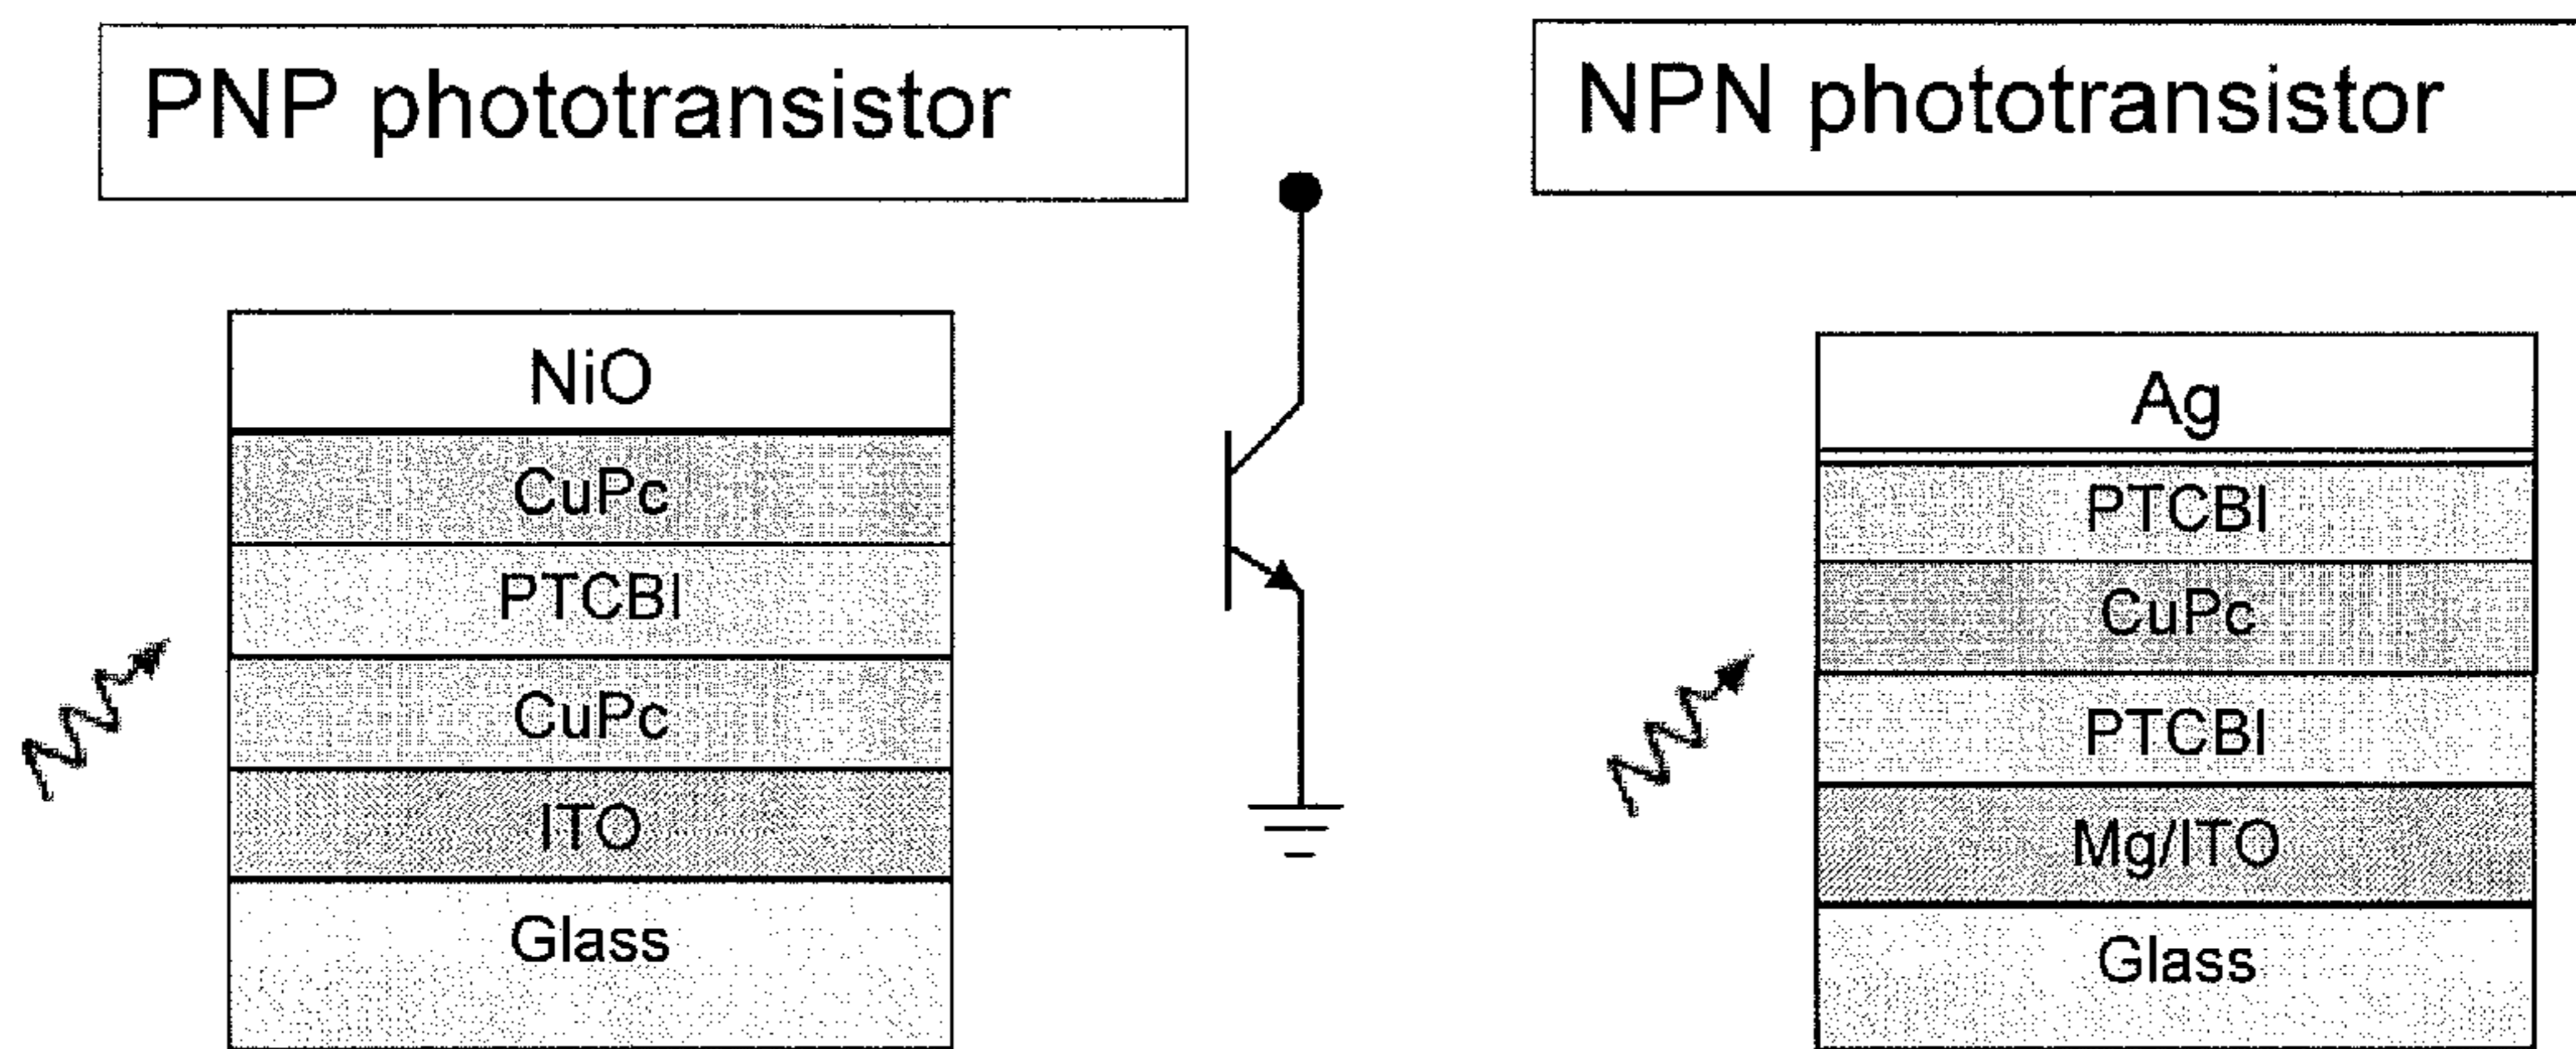 PNP phototransistor
NPN phototransistor
NiO
CuPc
PTCBI
CuPc
ITO
Glass
Ag
PTCBI
CuPc
PTCBI
Mg/ITO
Glass